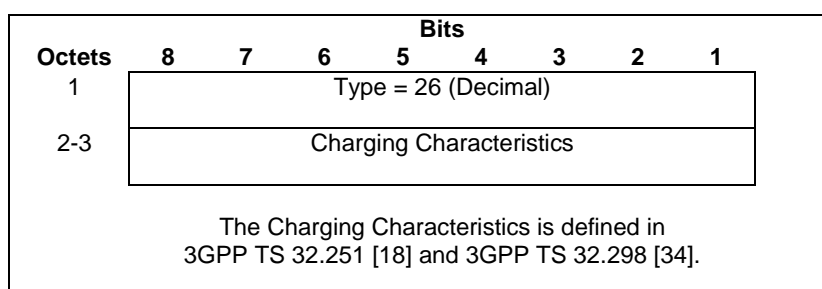 Bits
Octets 8 7 6 5 4 3 2 1
1 Type = 26 (Decimal)
2-3 Charging Characteristics
The Charging Characteristics is defined in
3GPP TS 32.251 [18] and 3GPP TS 32.298 [34].